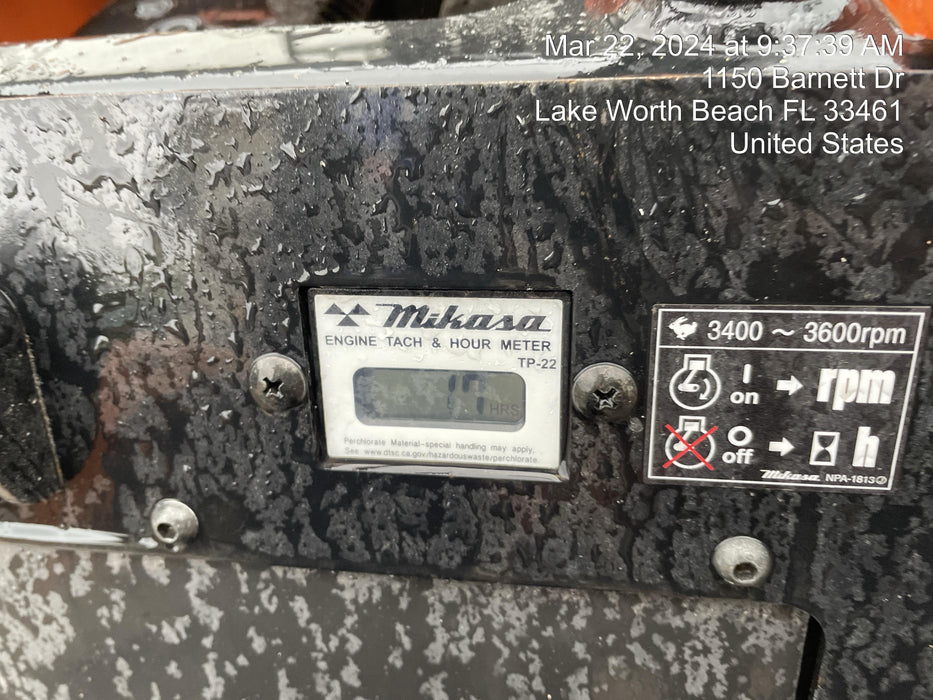 Mar 22, 2024 at 9:37:39 AM
1150 Barnett Dr
Lake Worth Beach FL 33461
United States
Mikasa
ENGINE TACH & HOUR METER
TP-22
HRS
Perchlorate Material-special handling may apply,
See www.dtsc.ca.gov/hazardouswaste/perchlorate.
3400 ~ 3600rpm
I
on
rpm
O
off
h
Mikasa NPA-1813